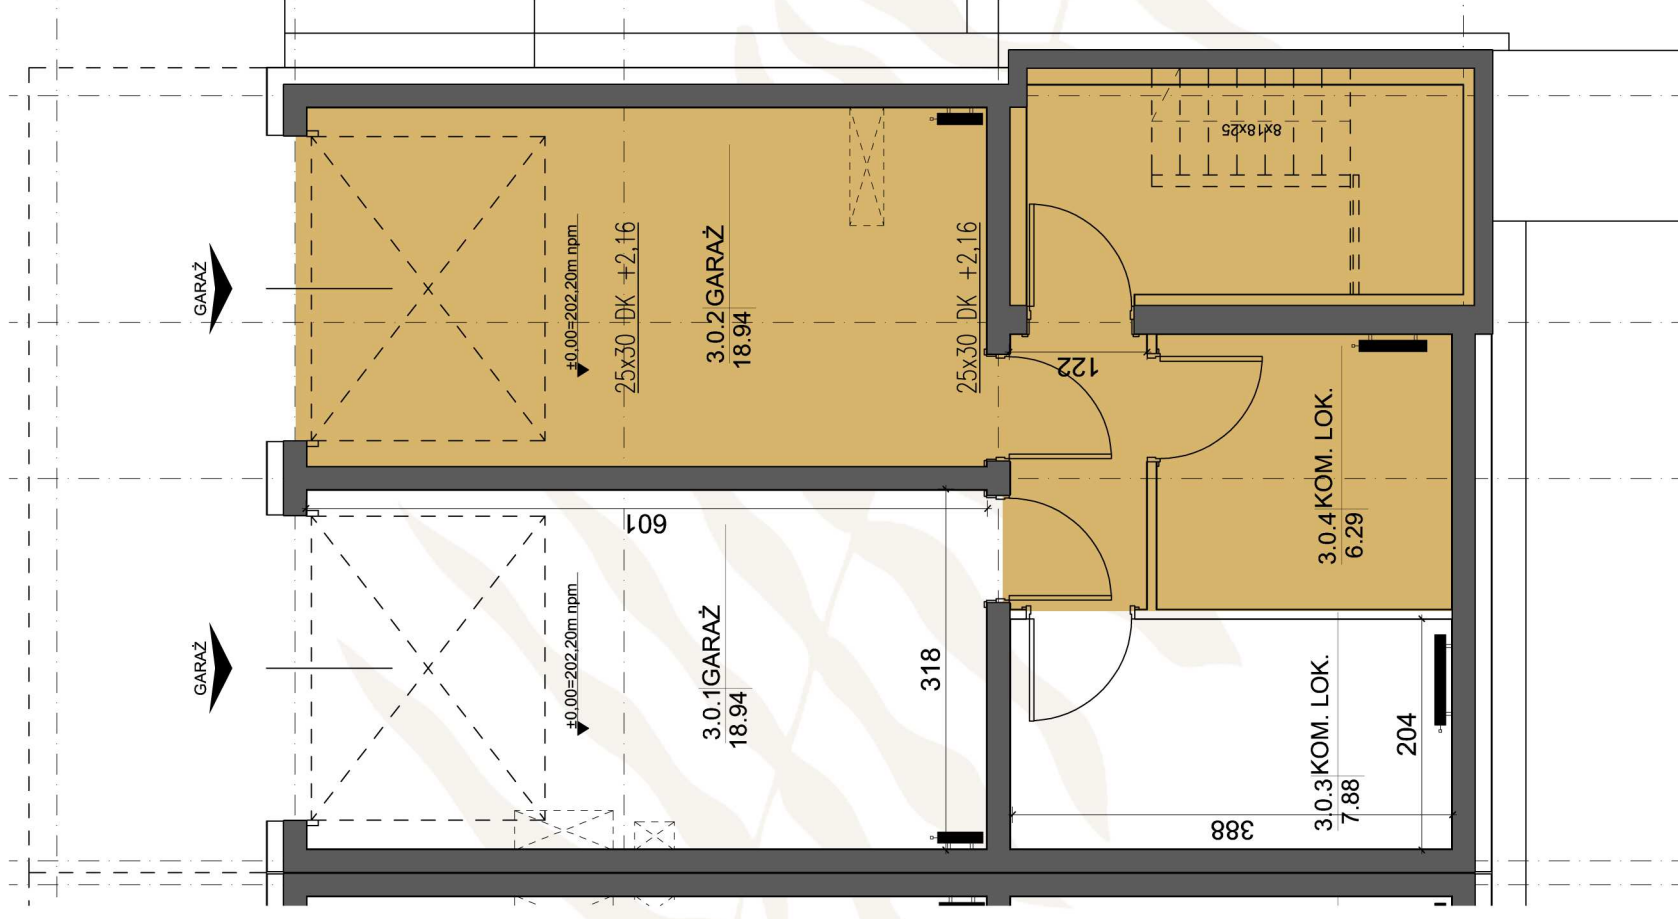 8x18x25
GARAŻ
±0,00=202,20m npm
25x30 DK +2,16
3.0.2 GARAŻ
18.94
25x30 DK +2,16
122
3.0.4 KOM. LOK.
6.29
601
GARAŻ
±0,00=202,20m npm
3.0.1 GARAŻ
18.94
318
3.0.3 KOM. LOK.
7.88
204
388